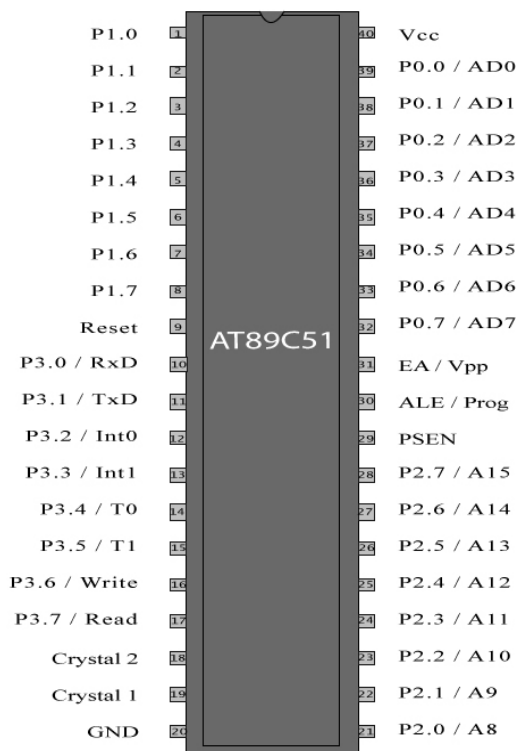 P1.0 1 40 Vcc
P1.1 2 39 P0.0 / AD0
P1.2 3 38 P0.1 / AD1
P1.3 4 37 P0.2 / AD2
P1.4 5 36 P0.3 / AD3
P1.5 6 35 P0.4 / AD4
P1.6 7 34 P0.5 / AD5
P1.7 8 33 P0.6 / AD6
Reset 9 32 P0.7 / AD7
AT89C51
P3.0 / RxD 10 31 EA / Vpp
P3.1 / TxD 11 30 ALE / Prog
P3.2 / Int0 12 29 PSEN
P3.3 / Int1 13 28 P2.7 / A15
P3.4 / T0 14 27 P2.6 / A14
P3.5 / T1 15 26 P2.5 / A13
P3.6 / Write 16 25 P2.4 / A12
P3.7 / Read 17 24 P2.3 / A11
Crystal 2 18 23 P2.2 / A10
Crystal 1 19 22 P2.1 / A9
GND 20 21 P2.0 / A8